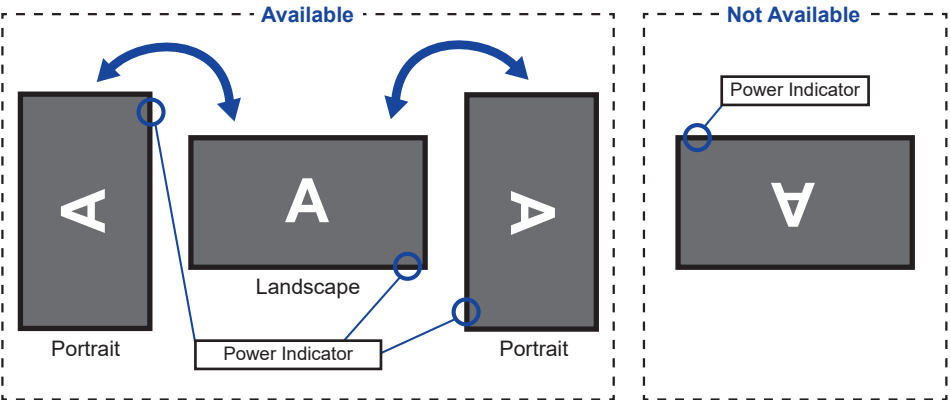 Available
Not Available
Power Indicator
A
A
A
A
Landscape
Portrait
Power Indicator
Portrait